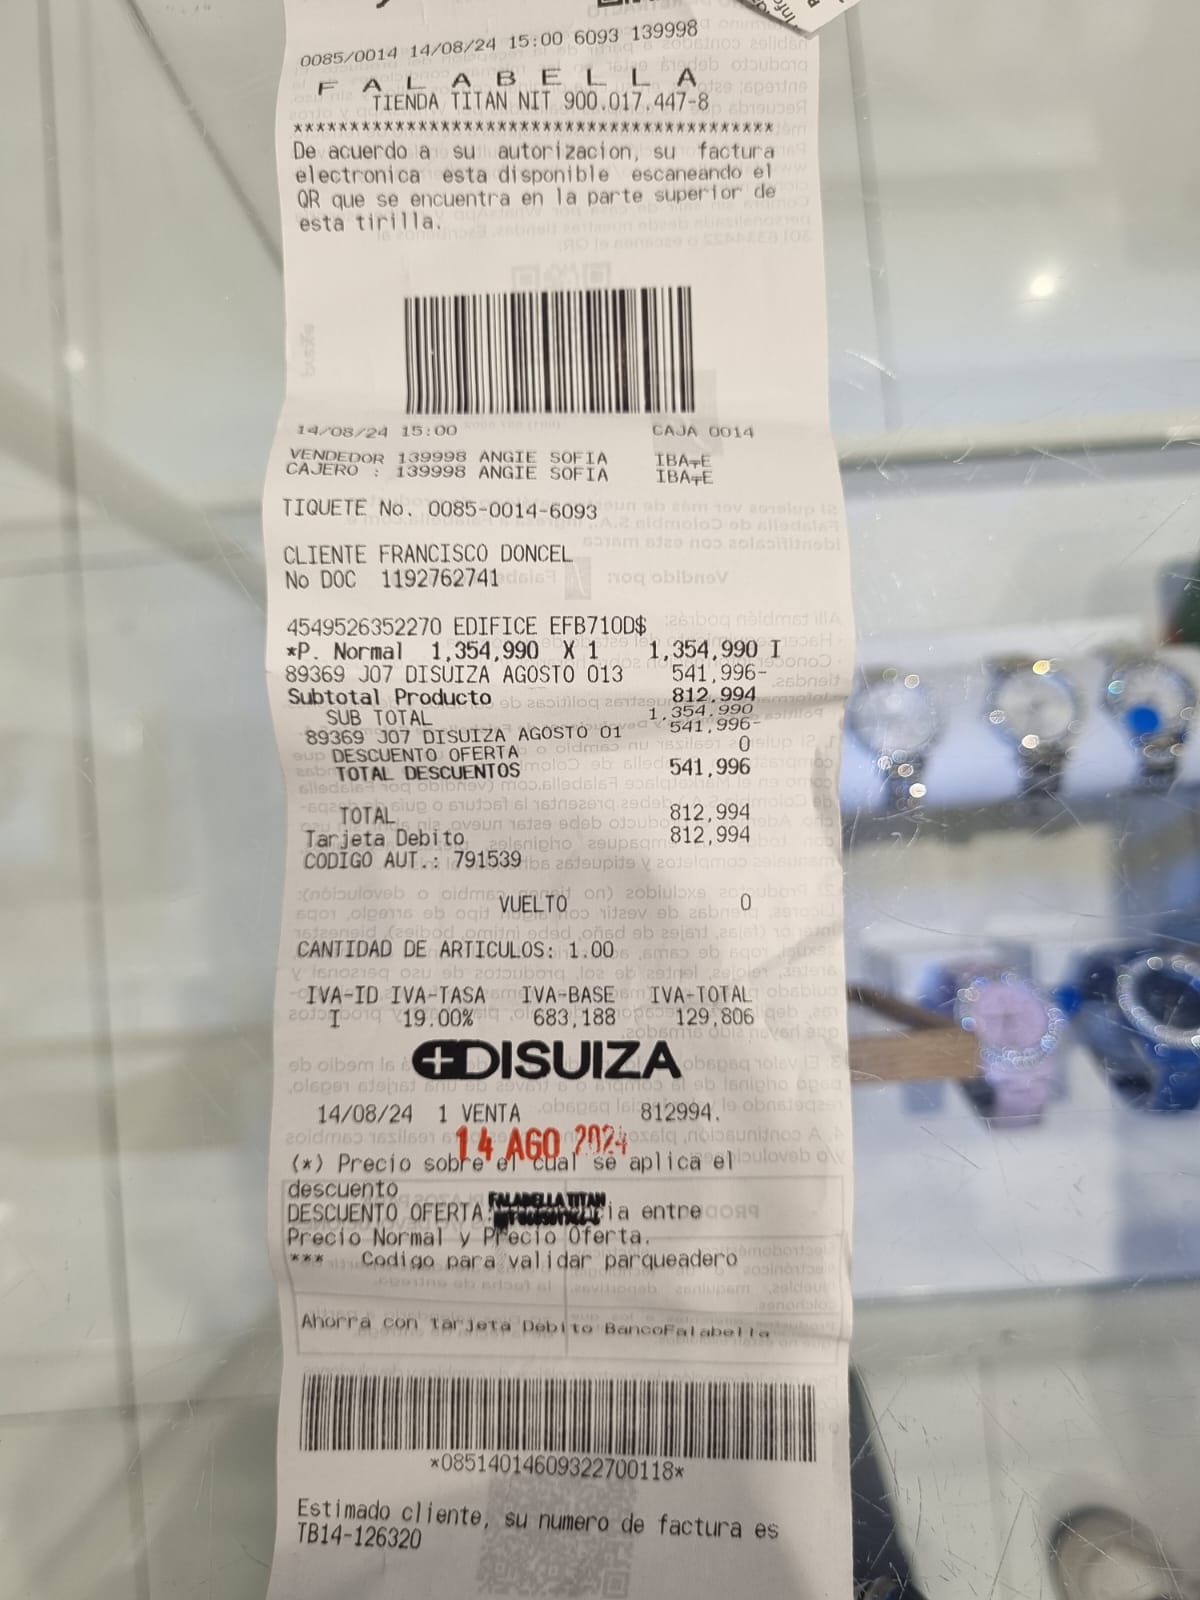 0085/0014 14/08/24 15:00 6093 139998
F A L A B E L L A
TIENDA TITAN NIT 900.017.447-8
*******************************************
De acuerdo a su autorizacion, su factura
electronica esta disponible escaneando el
QR que se encuentra en la parte superior de
esta tirilla.
14/08/24 15:00 CAJA 0014
VENDEDOR 139998 ANGIE SOFIA IBA
CAJERO : 139998 ANGIE SOFIA IBA
TIQUETE No. 0085-0014-6093
CLIENTE FRANCISCO DONCEL
No DOC 1192762741
4549526352270 EDIFICE EFB710D$
*P. Normal 1,354,990 X 1 1,354,990 I
89369 J07 DISUIZA AGOSTO 013 541,996-
Subtotal Producto 812,994
SUB TOTAL 1,354,990
89369 J07 DISUIZA AGOSTO 01 541,996-
DESCUENTO OFERTA 0
TOTAL DESCUENTOS 541,996
TOTAL 812,994
Tarjeta Debito 812,994
CODIGO AUT.: 791539
VUELTO 0
CANTIDAD DE ARTICULOS: 1.00
IVA-ID IVA-TASA IVA-BASE IVA-TOTAL
I 19.00% 683,188 129,806
DISUIZA
14/08/24 1 VENTA 812994.
14 AGO 2024
(*) Precio sobre el cual se aplica el
descuento
FALABELLA TITAN
DESCUENTO OFERTA: entre
Precio Normal y Precio Oferta.
*** Codigo para validar parqueadero
Ahorra con tarjeta Debito BancoFalabella
*08514014609322700118*
Estimado cliente, su numero de factura es
TB14-126320